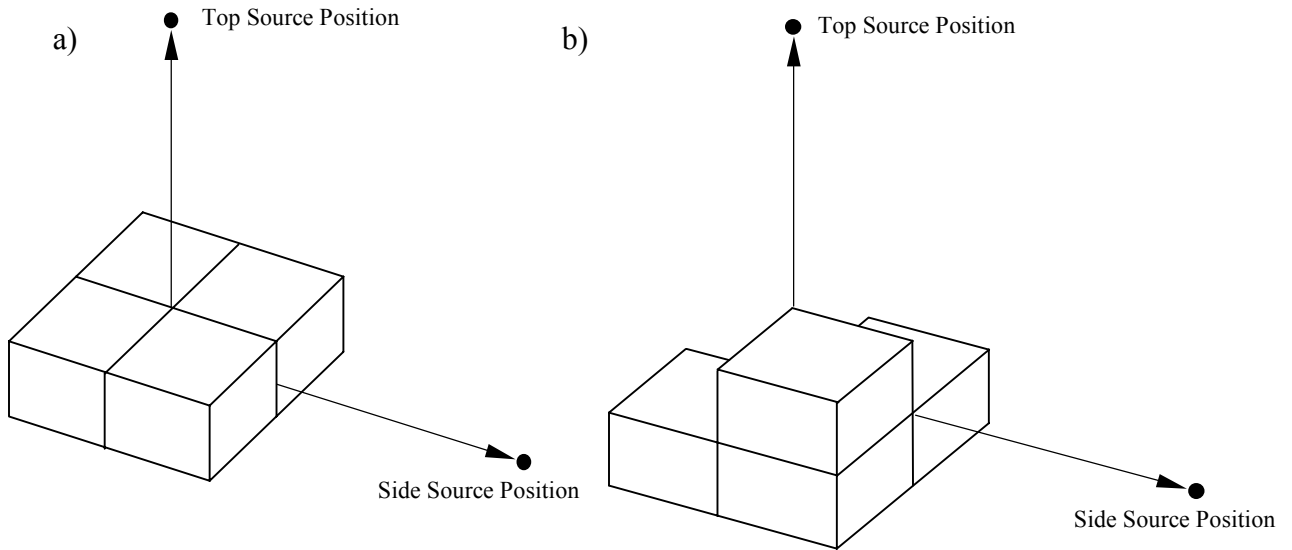 a)
Top Source Position
Side Source Position
b)
Top Source Position
Side Source Position